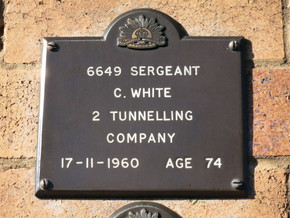 6649 SERGEANT
C. WHITE
2 TUNNELLING
COMPANY
17-11-1960 AGE 74